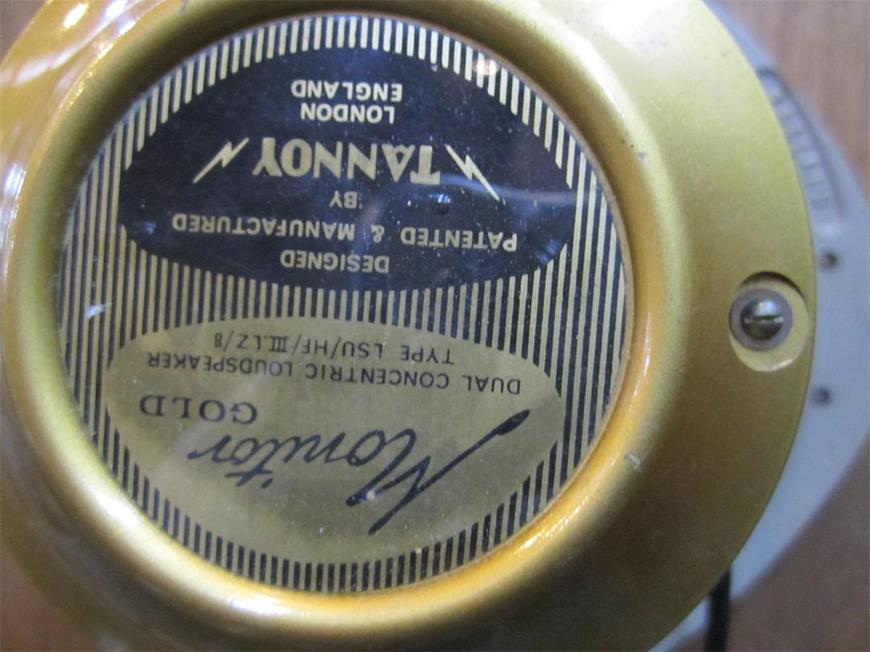 Monitor
GOLD
DUAL CONCENTRIC LOUDSPEAKER
TYPE LSU/HF/III.LZ/8
DESIGNED
PATENTED & MANUFACTURED
BY
TANNOY
LONDON
ENGLAND